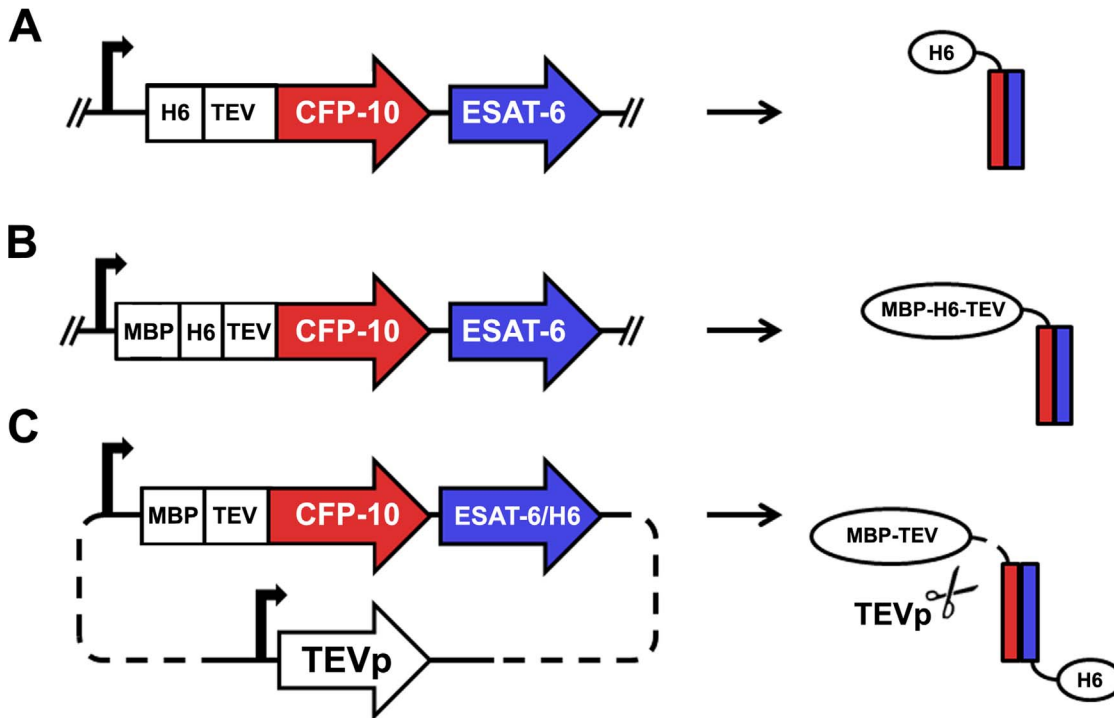 A
H6 TEV CFP-10 ESAT-6
H6
B
MBP H6 TEV CFP-10 ESAT-6
MBP-H6-TEV
C
MBP TEV CFP-10 ESAT-6/H6
MBP-TEV
TEVp
TEVp
H6